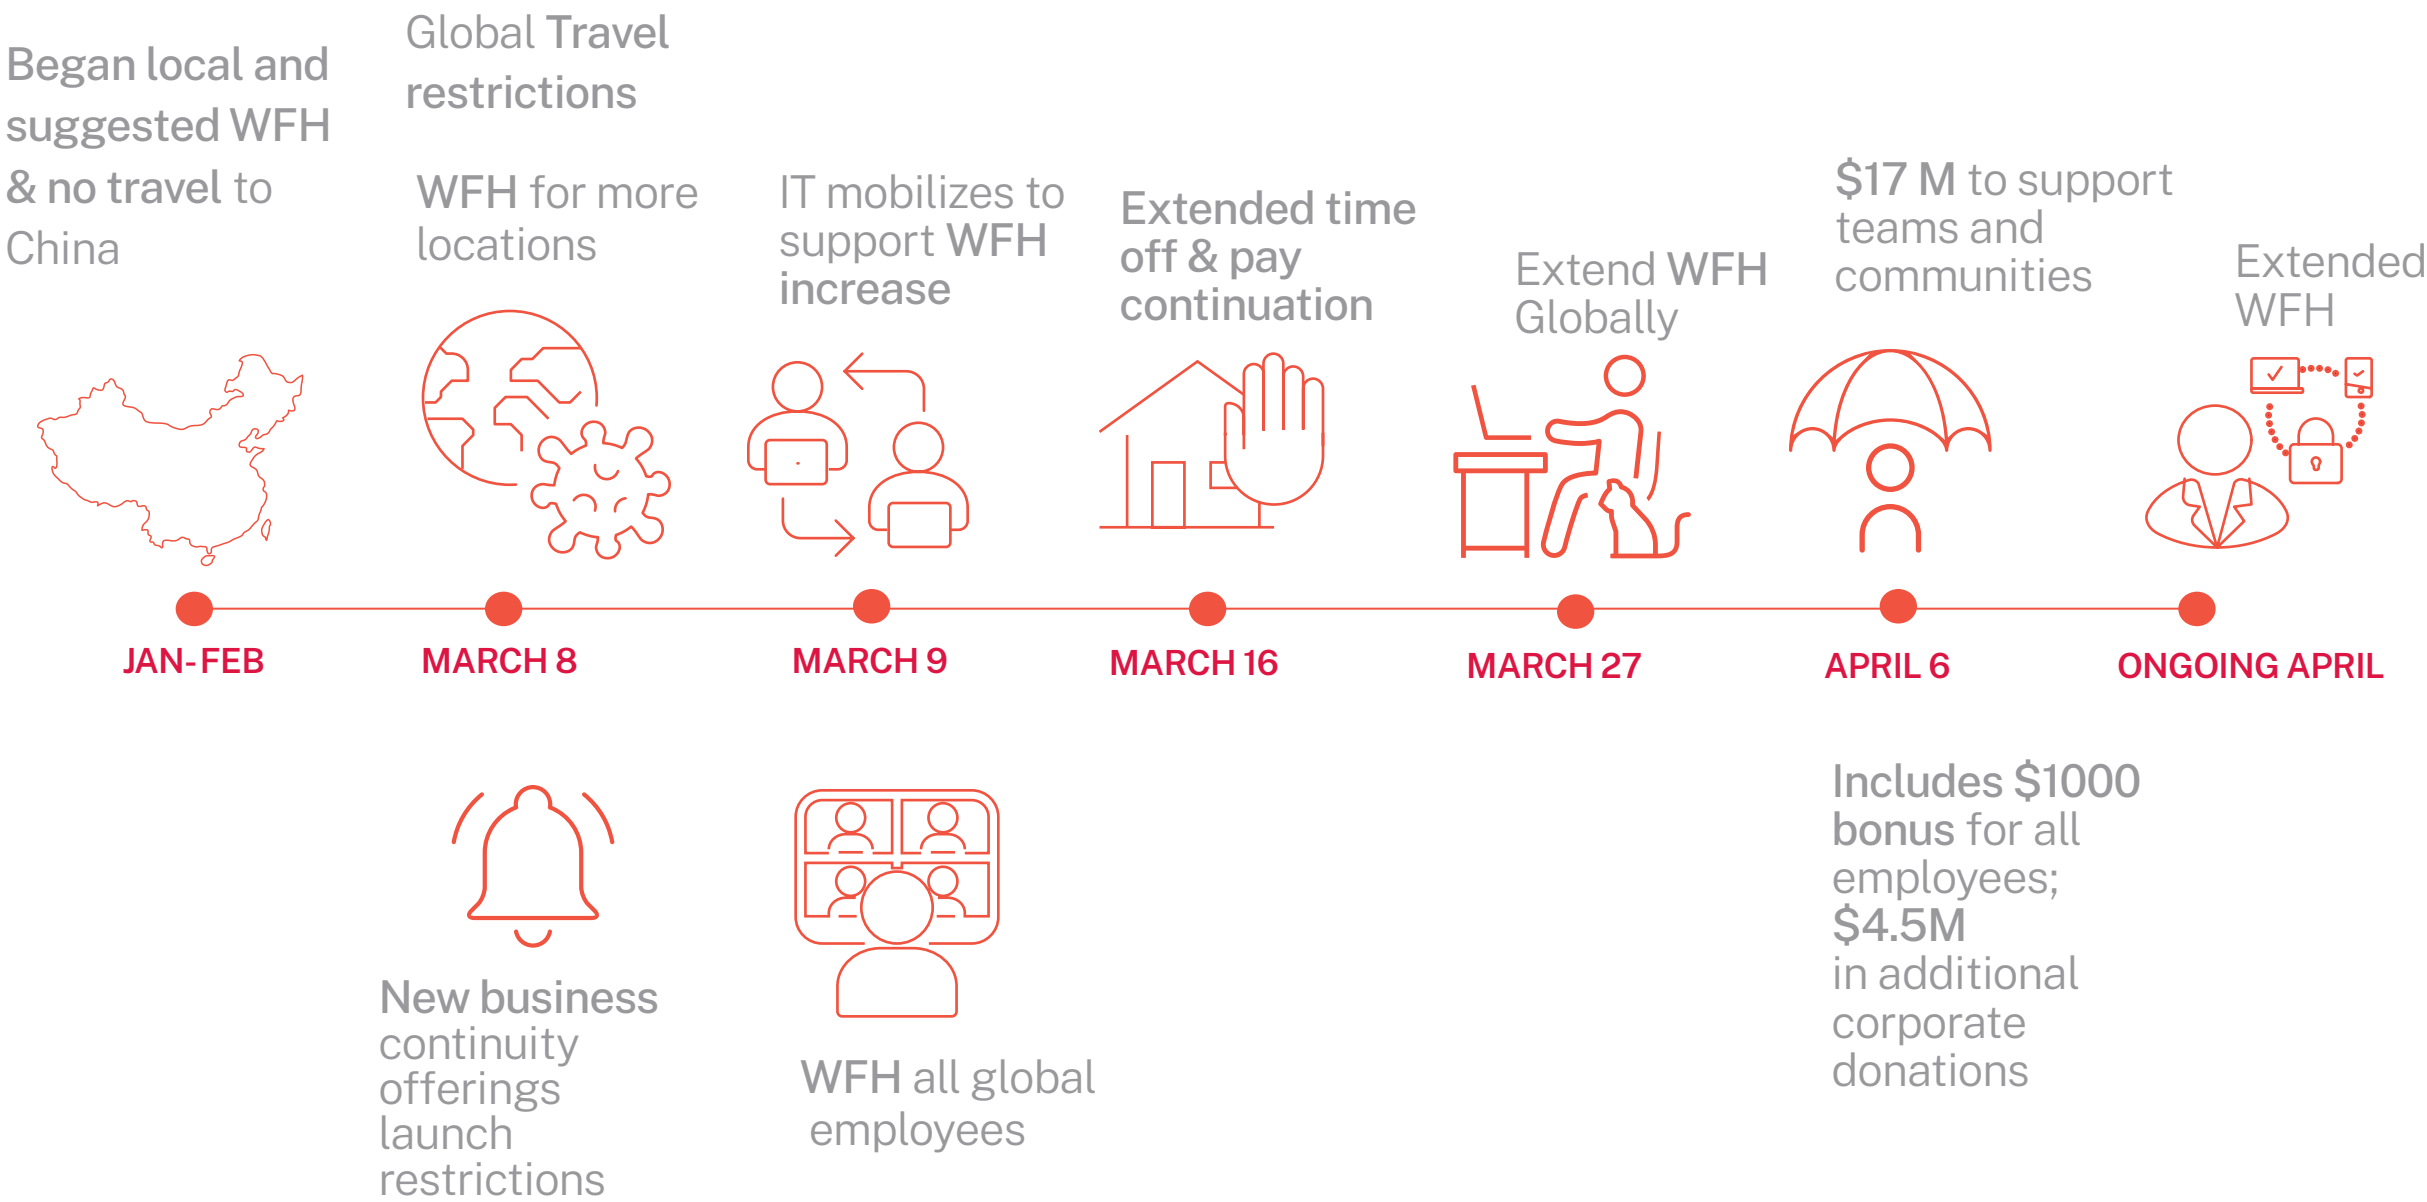 Began local and
suggested WFH
& no travel to
China
Global Travel
restrictions
WFH for more
locations
IT mobilizes to
support WFH
increase
Extended time
off & pay
continuation
Extend WFH
Globally
$17 M to support
teams and
communities
Extended
WFH
JAN-FEB
MARCH 8
MARCH 9
MARCH 16
MARCH 27
APRIL 6
ONGOING APRIL
New business
continuity
offerings
launch
restrictions
WFH all global
employees
Includes $1000
bonus for all
employees;
$4.5M
in additional
corporate
donations